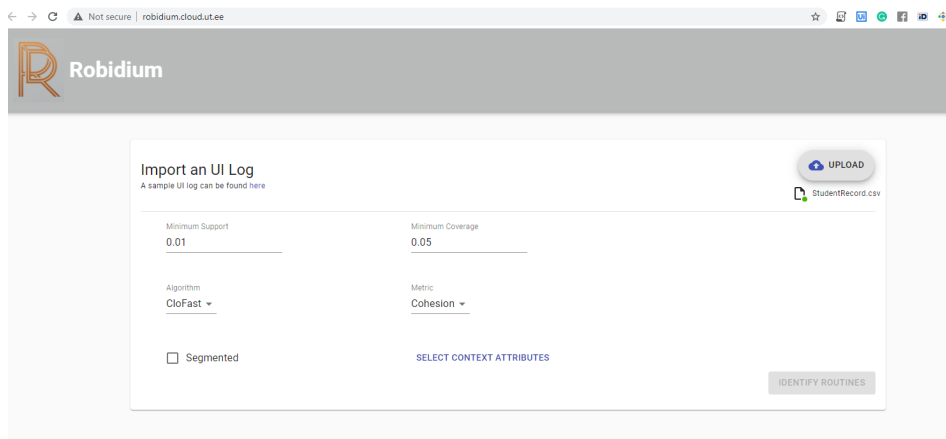 Not secure | robidium.cloud.ut.ee
Robidium
Import an UI Log
A sample UI log can be found here
UPLOAD
StudentRecord.csv
Minimum Support
0.01
Minimum Coverage
0.05
Algorithm
CloFast
Metric
Cohesion
Segmented
SELECT CONTEXT ATTRIBUTES
IDENTIFY ROUTINES